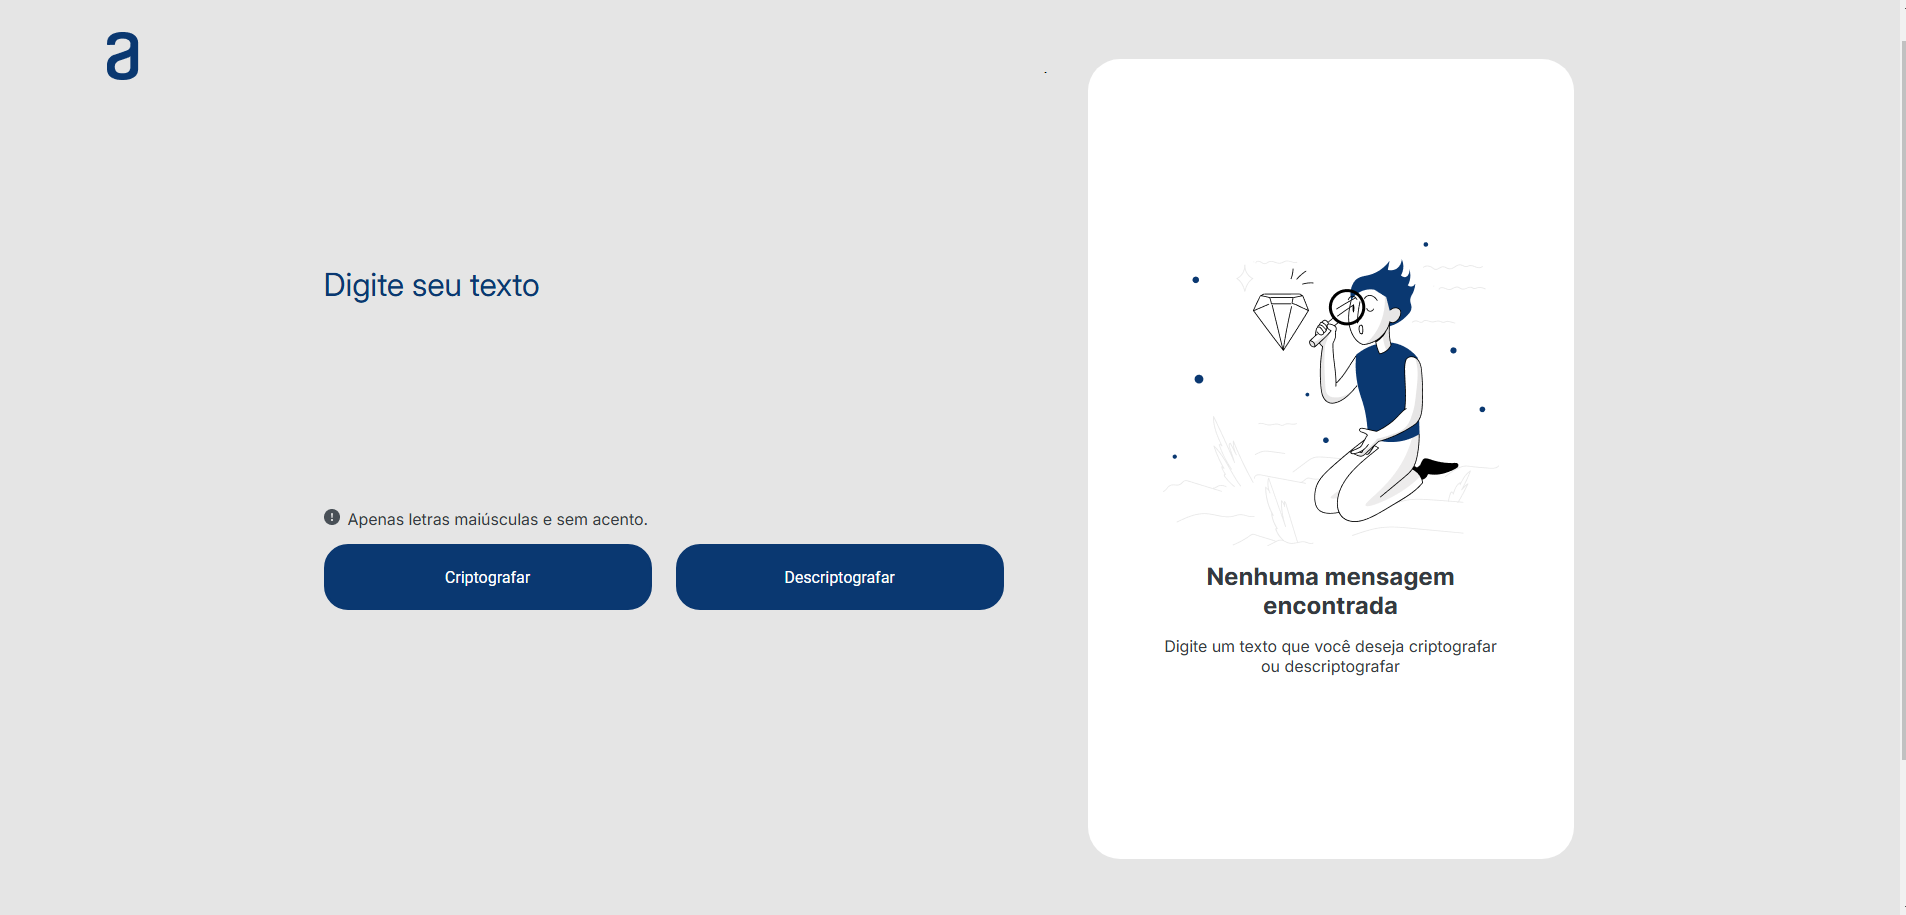 a
Digite seu texto
Apenas letras maiúsculas e sem acento.
Criptografar
Descriptografar
Nenhuma mensagem
encontrada
Digite um texto que você deseja criptografar
ou descriptografar